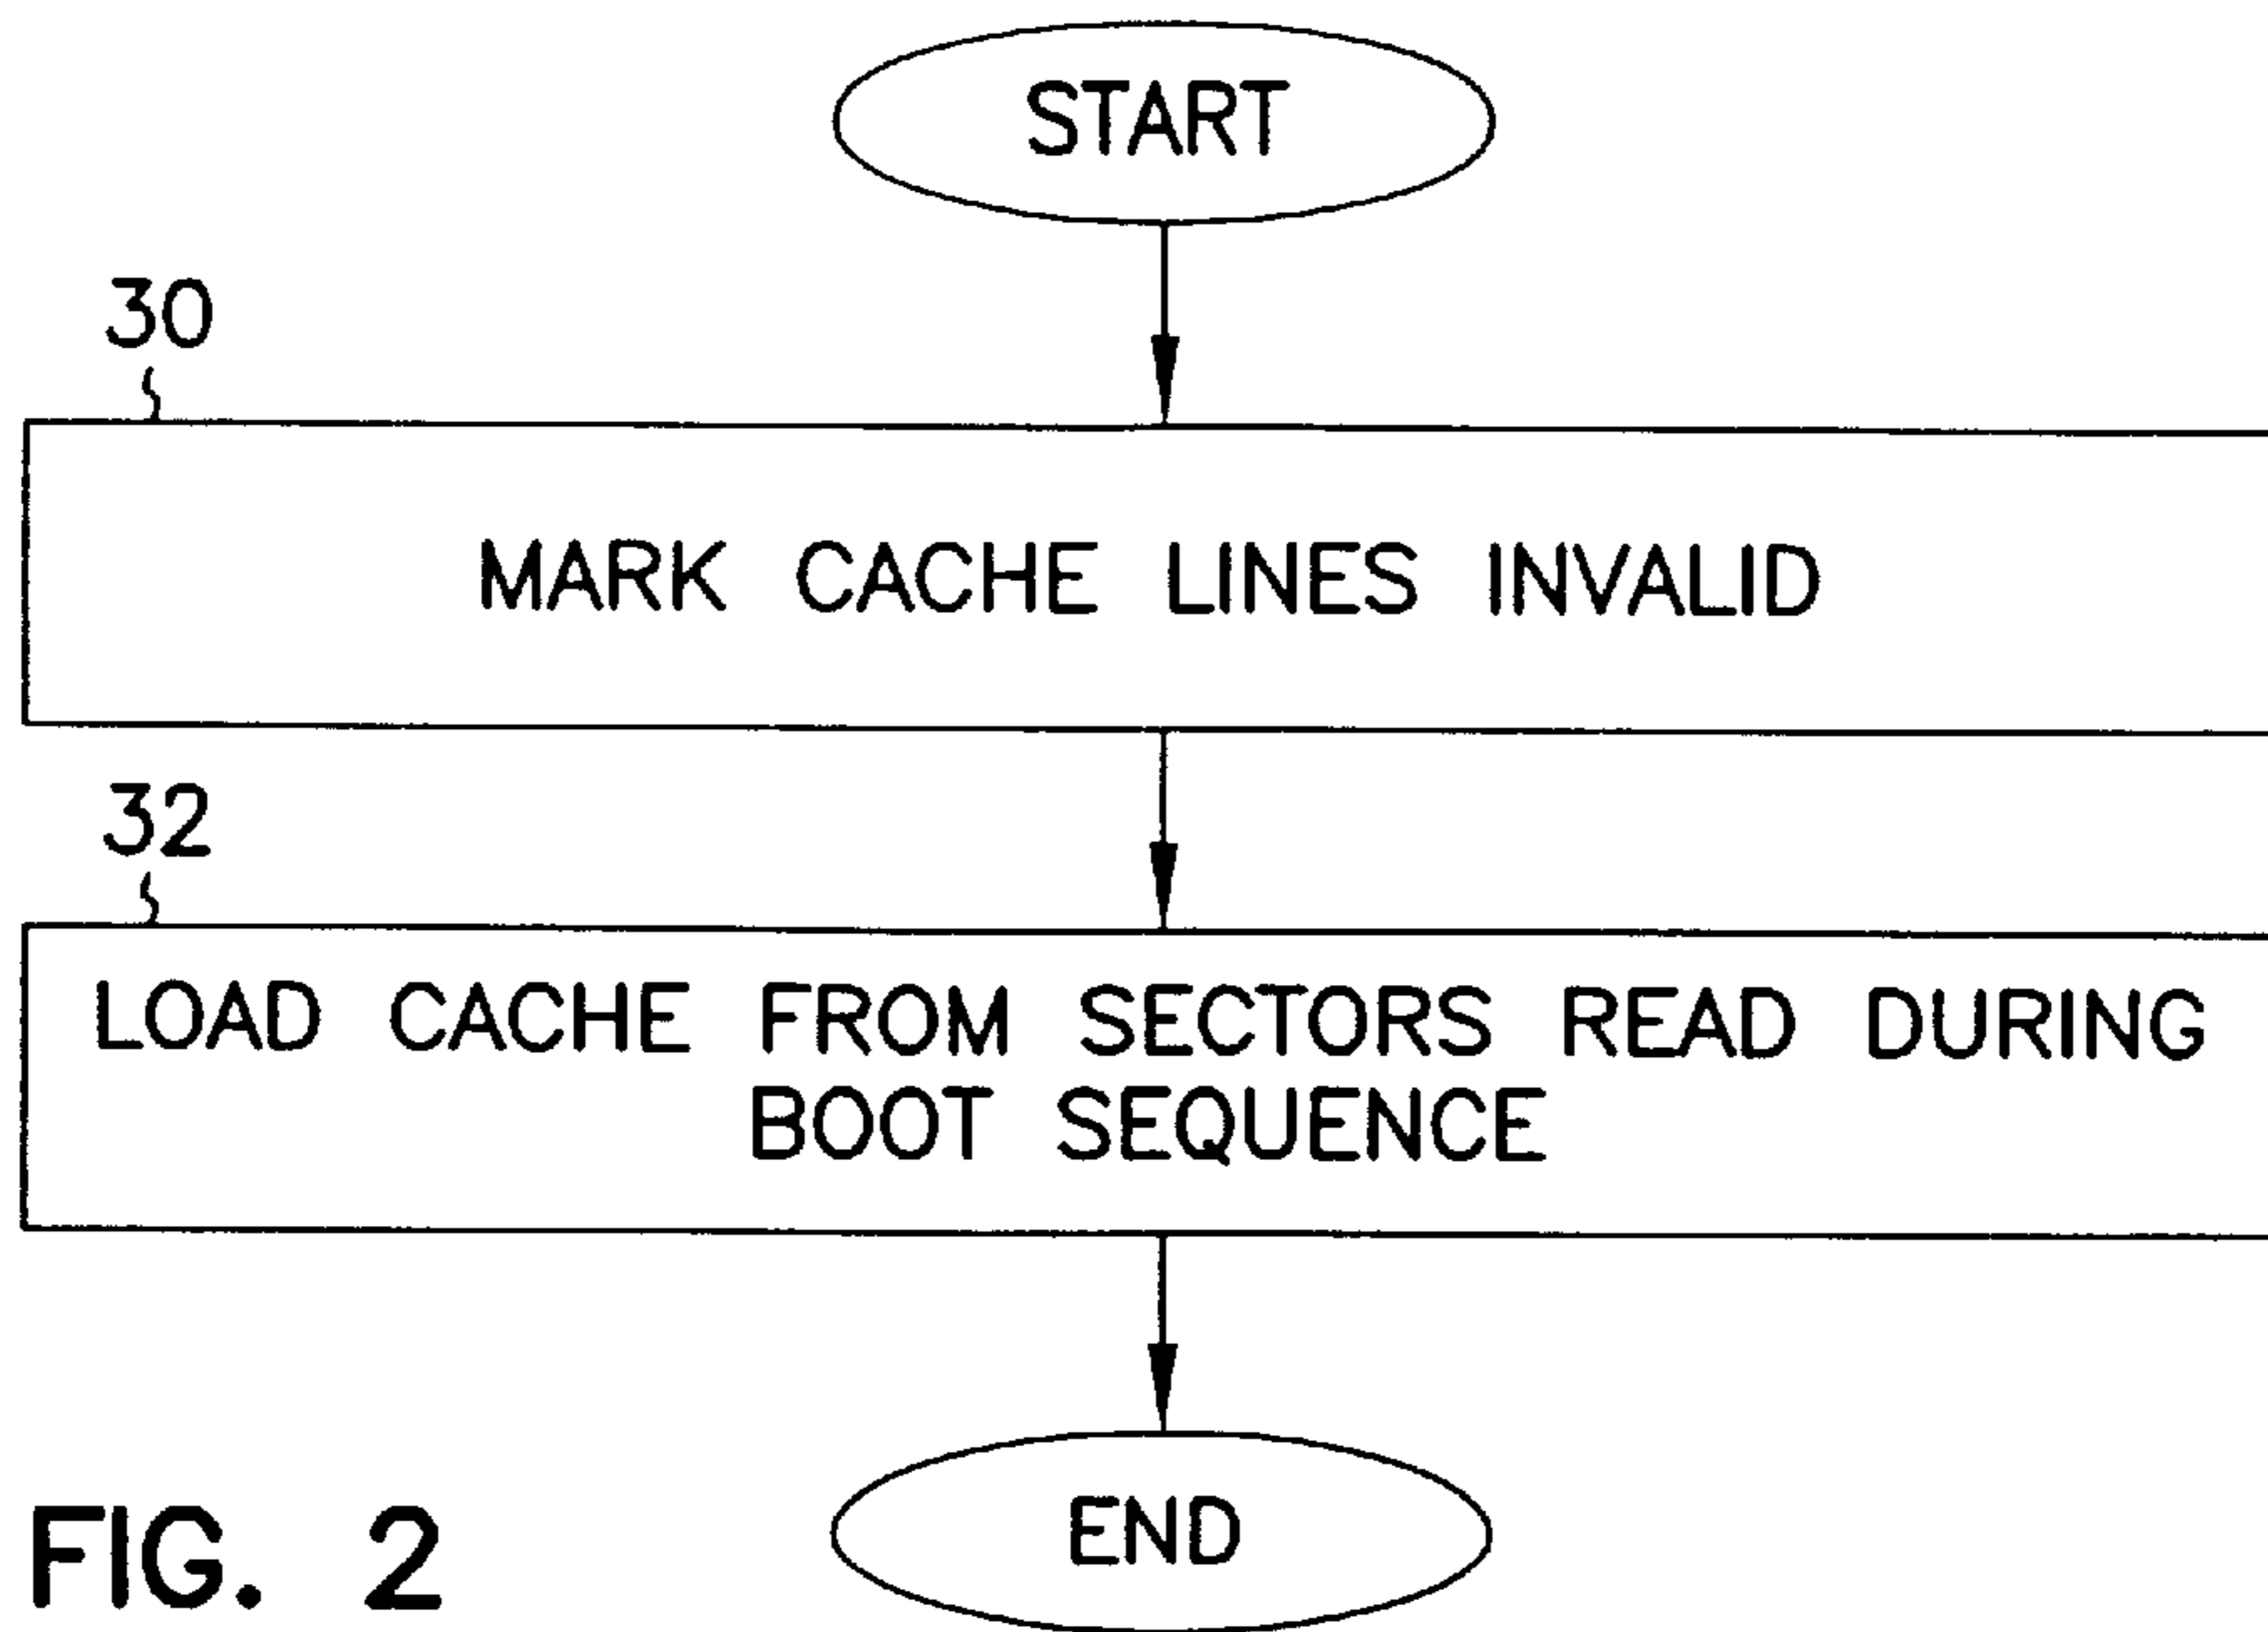 START
30
MARK CACHE LINES INVALID
32
LOAD CACHE FROM SECTORS READ DURING
BOOT SEQUENCE
END
FIG. 2